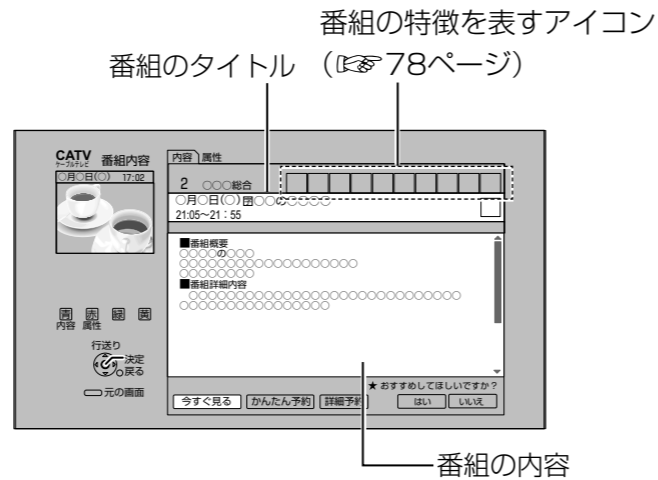 番組の特徴を表すアイコン
番組のタイトル (☞78ページ)
CATV 番組内容
ケーブルテレビ
○月○日(○) 17:02
内容 属性
2 ○○○総合
○月○日(○)団○○の○○○○
21:05〜21:55
■番組概要
○○○○の○○○
○○○○○○○○○○○○○○○○○○○
○○○○○○○○
■番組詳細内容
○○○○○○○○○○○○○○○○○○○○○○○○○○○○○
○○○○○○○○○○○○○○○○
青 赤 緑 黄
内容 属性
行送り
決定
戻る
元の画面
★おすすめしてほしいですか?
今すぐ見る かんたん予約 詳細予約 はい いいえ
番組の内容